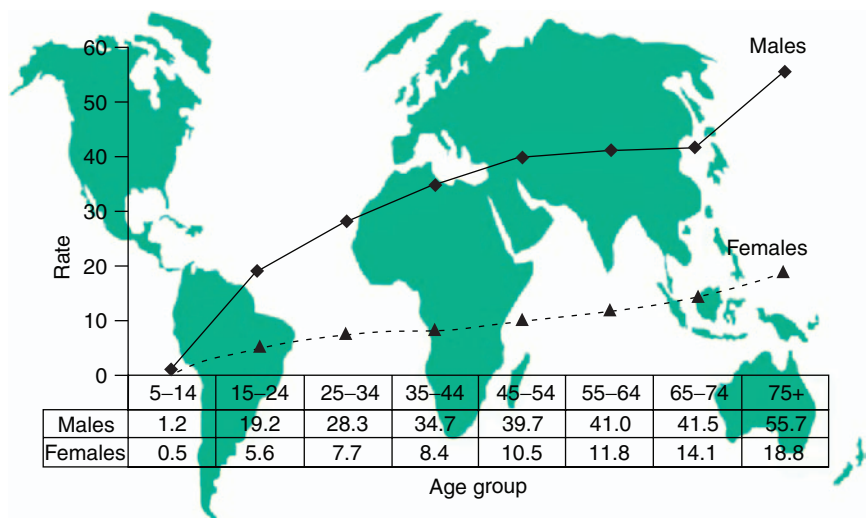 60
50
40
30
20
10
0
Rate
Males
Females
5–14 15–24 25–34 35–44 45–54 55–64 65–74 75+
Males 1.2 19.2 28.3 34.7 39.7 41.0 41.5 55.7
Females 0.5 5.6 7.7 8.4 10.5 11.8 14.1 18.8
Age group